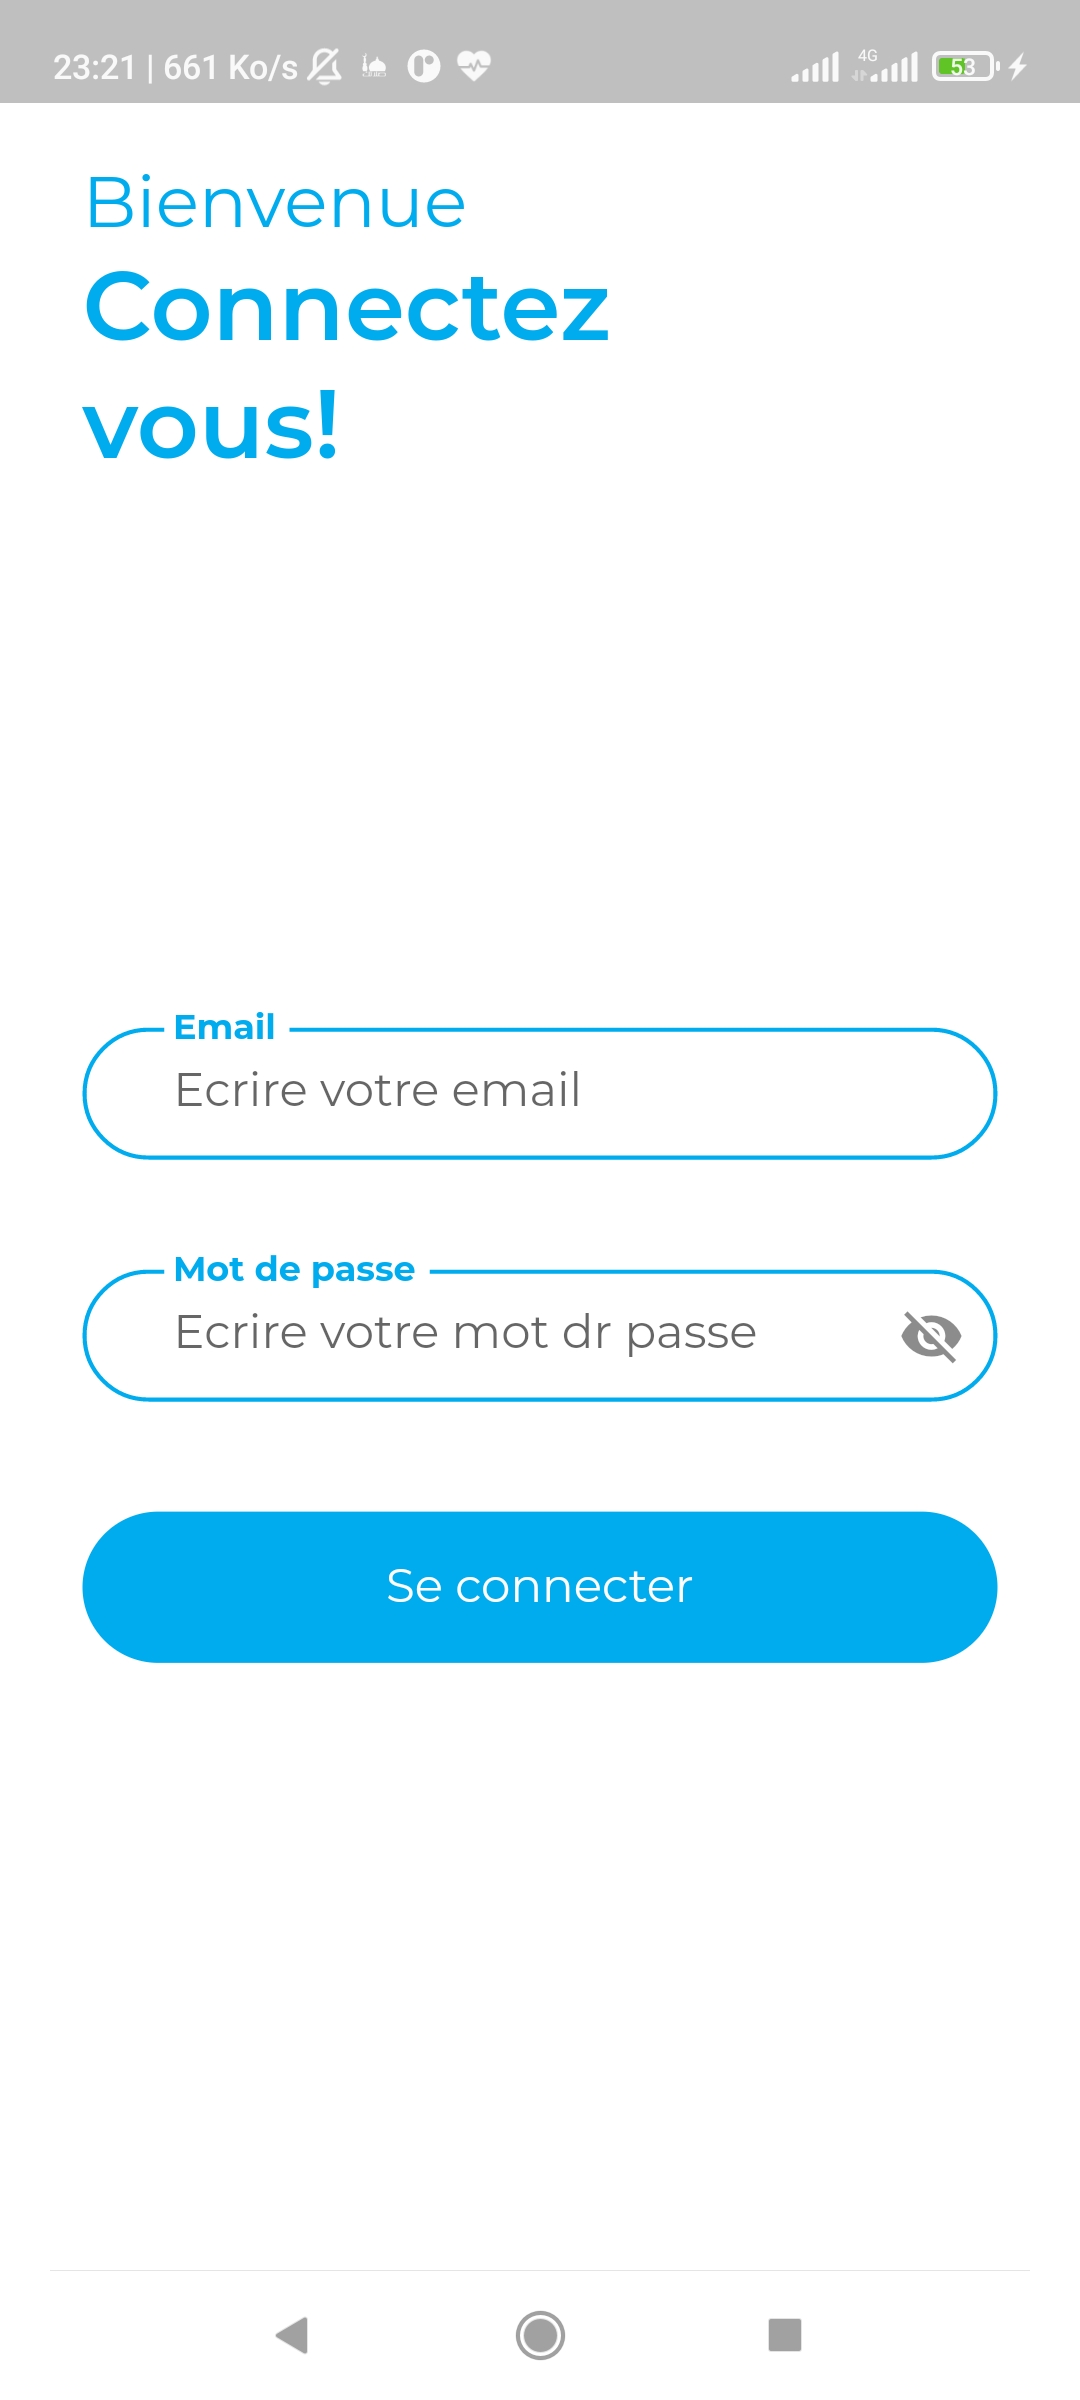 23:21 | 661 Ko/s
4G
53
Bienvenue
Connectez
vous!
Email
Ecrire votre email
Mot de passe
Ecrire votre mot dr passe
Se connecter